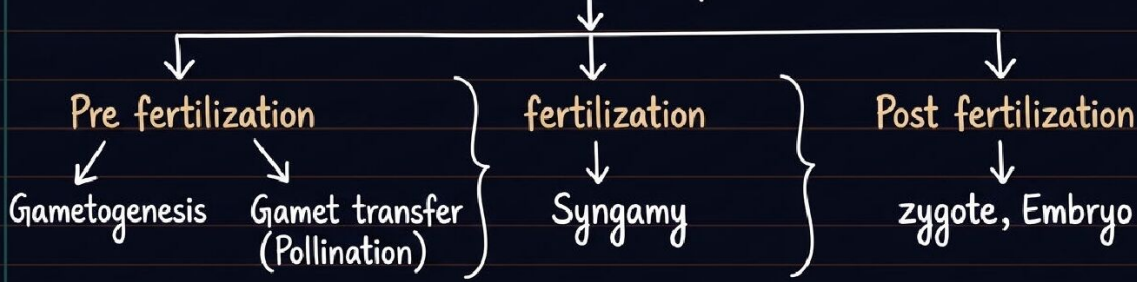 Pre fertilization
fertilization
Post fertilization
Gametogenesis
Gamet transfer
(Pollination)
Syngamy
zygote, Embryo